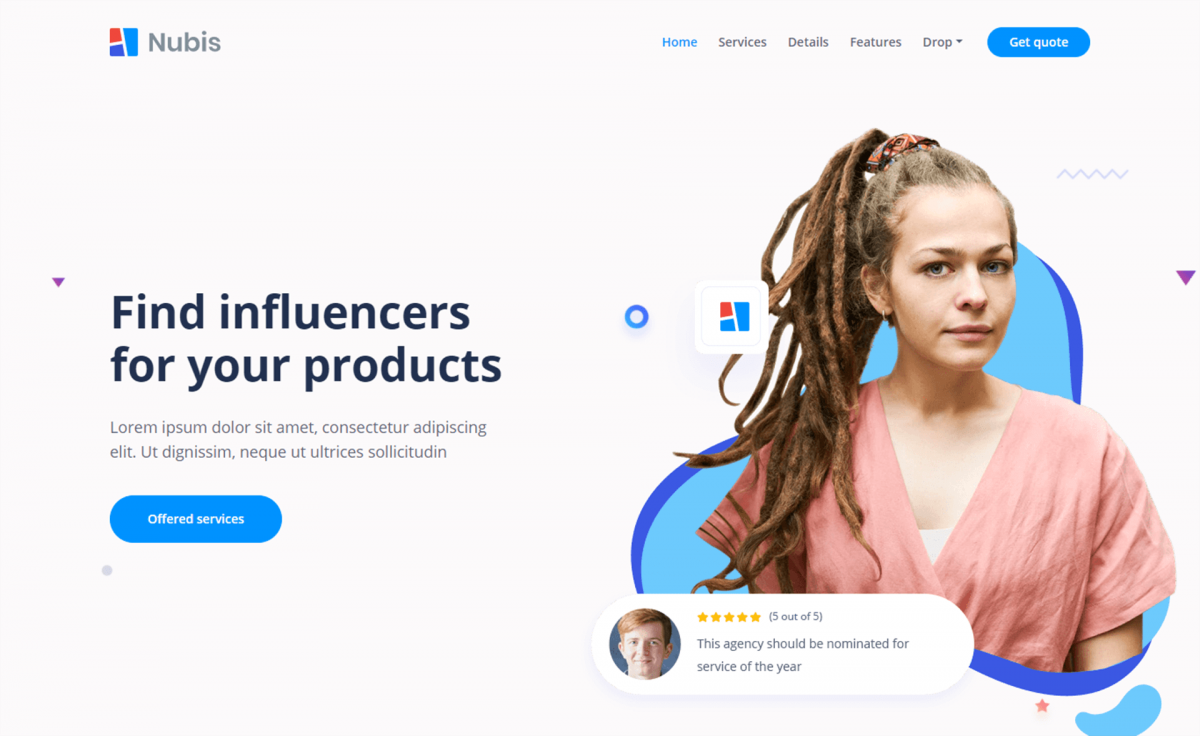 Nubis
Home Services Details Features Drop Get quote
Find influencers
for your products
Lorem ipsum dolor sit amet, consectetur adipiscing
elit. Ut dignissim, neque ut ultrices sollicitudin
Offered services
(5 out of 5)
This agency should be nominated for
service of the year